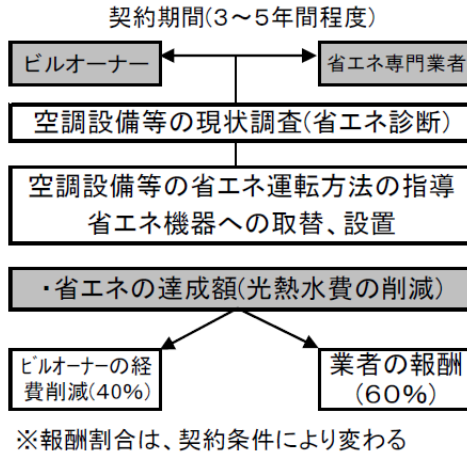 契約期間(3～5年間程度)
ビルオーナー
省エネ専門業者
空調設備等の現状調査(省エネ診断)
空調設備等の省エネ運転方法の指導
省エネ機器への取替、設置
・省エネの達成額(光熱水費の削減)
ビルオーナーの経
費削減(40%)
業者の報酬
(60%)
※報酬割合は、契約条件により変わる